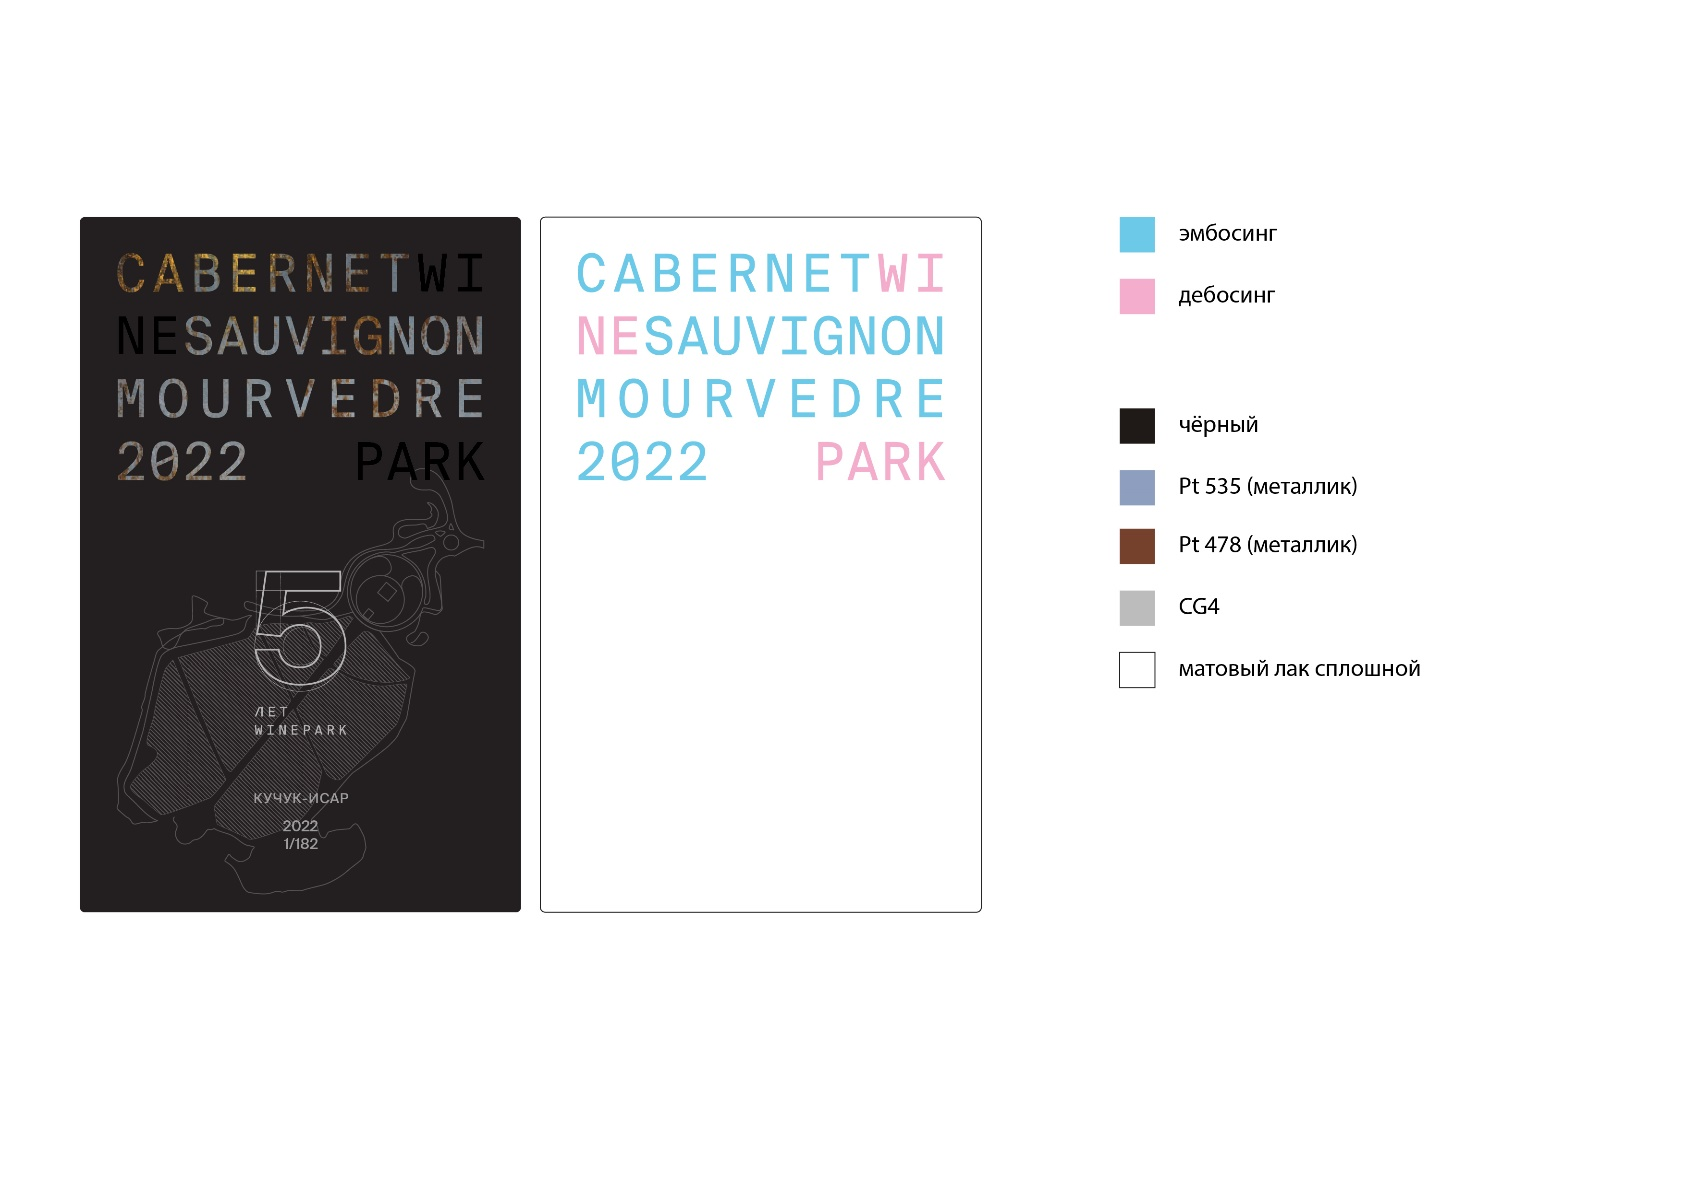 CABERNETWI
NESAUVIGNON
MOURVEDRE
2022 PARK
5
ЛЕТ
WINEPARK
КУЧУК-ИСАР
2022
1/182
CABERNETWI
NESAUVIGNON
MOURVEDRE
2022 PARK
эмбосинг
дебосинг
чёрный
Pt 535 (металлик)
Pt 478 (металлик)
CG4
матовый лак сплошной